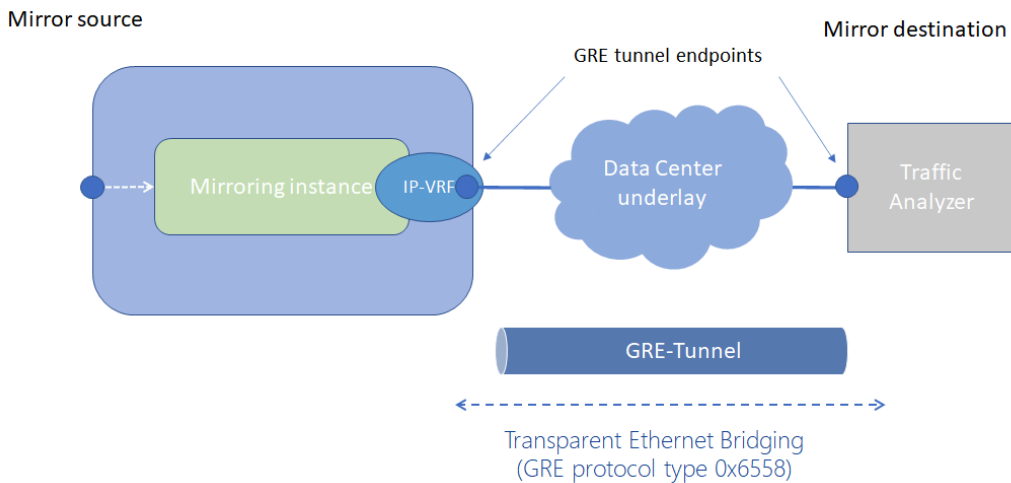 Mirror source
Mirror destination
GRE tunnel endpoints
Mirroring instance
IP-VRF
Data Center
underlay
Traffic
Analyzer
GRE-Tunnel
Transparent Ethernet Bridging
(GRE protocol type 0x6558)